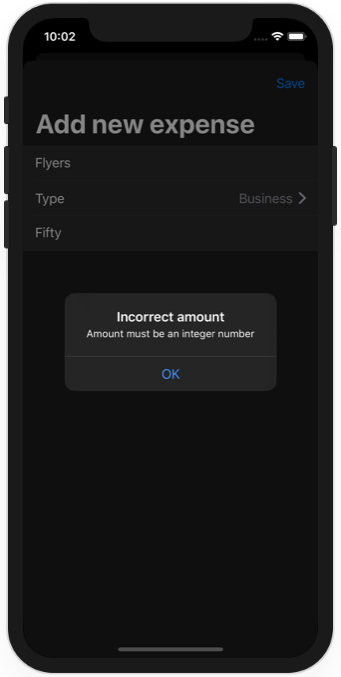 10:02
Save
Add new expense
Flyers
Type Business
Fifty
Incorrect amount
Amount must be an integer number
OK